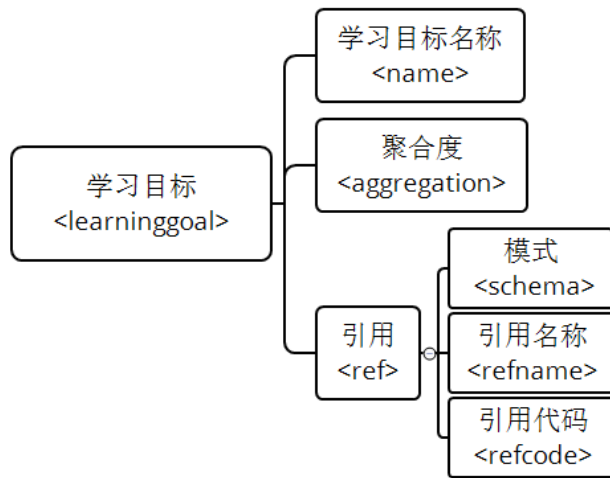 学习目标名称
<name>
聚合度
<aggregation>
学习目标
<learninggoal>
引用
<ref>
模式
<schema>
引用名称
<refname>
引用代码
<refcode>